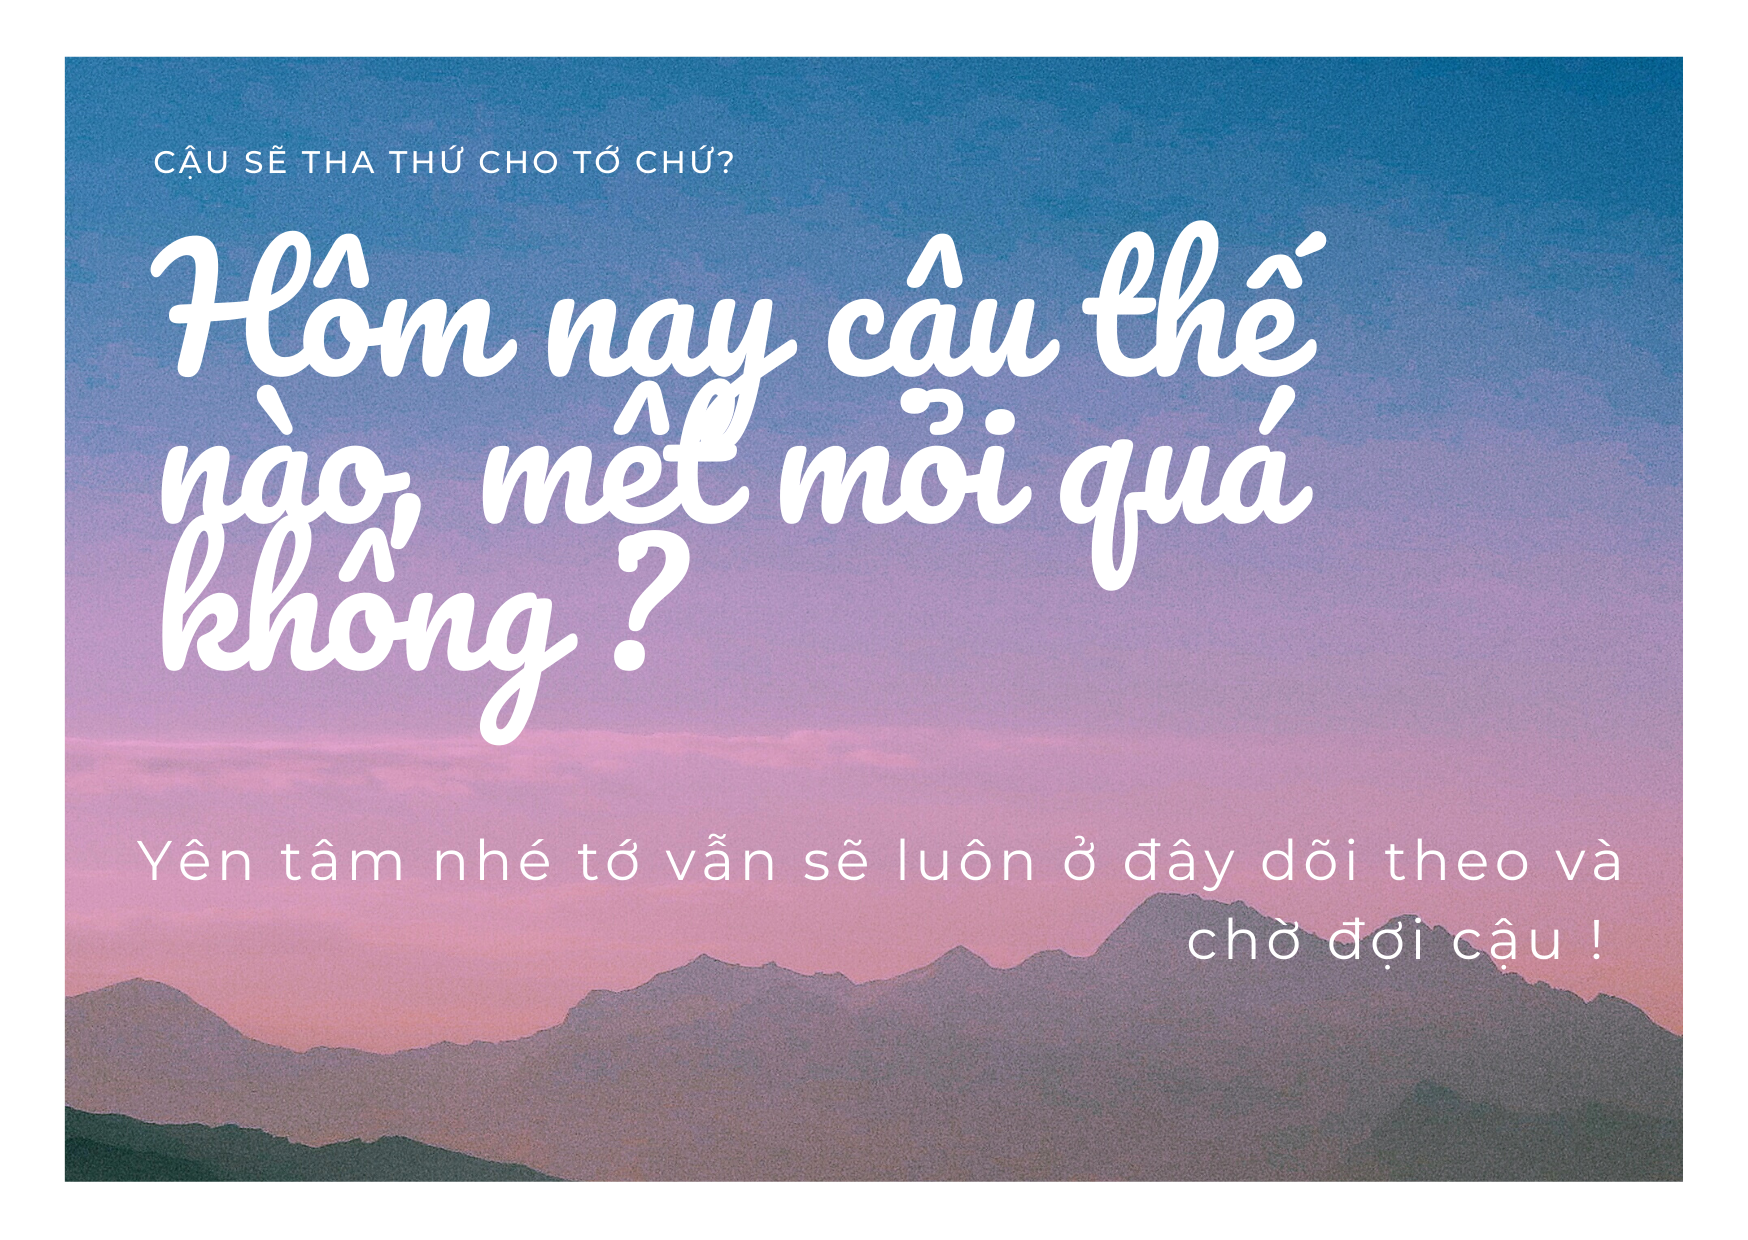 CẬU SẼ THA THỨ CHO TỚ CHỨ?
Hôm nay cậu thế
nào, mệt mỏi quá
không ?
Yên tâm nhé tớ vẫn sẽ luôn ở đây dõi theo và
chờ đợi cậu !